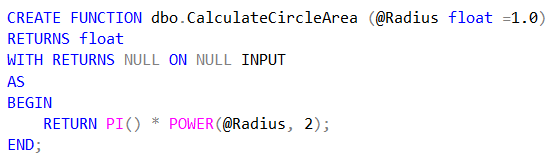 CREATE FUNCTION dbo.CalculateCircleArea (@Radius float =1.0)
RETURNS float
WITH RETURNS NULL ON NULL INPUT
AS
BEGIN
    RETURN PI() * POWER(@Radius, 2);
END;